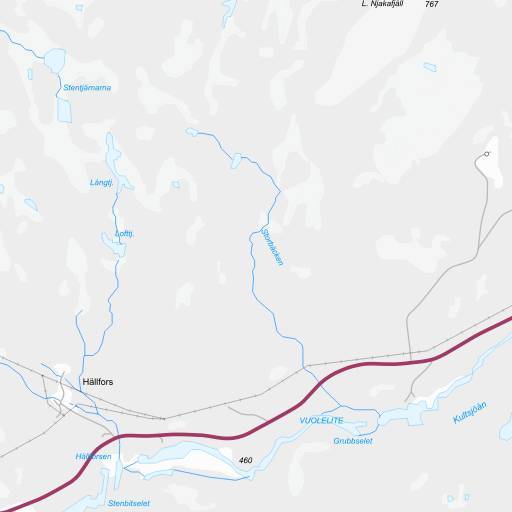 L. Njakafjäll 767
Stentjärnarna
Långtj.
Lofttj.
Storbäcken
Hällfors
Kultsjöån
VUOLELITE
Grubbselet
Hällforsen
460
Stenbitselet